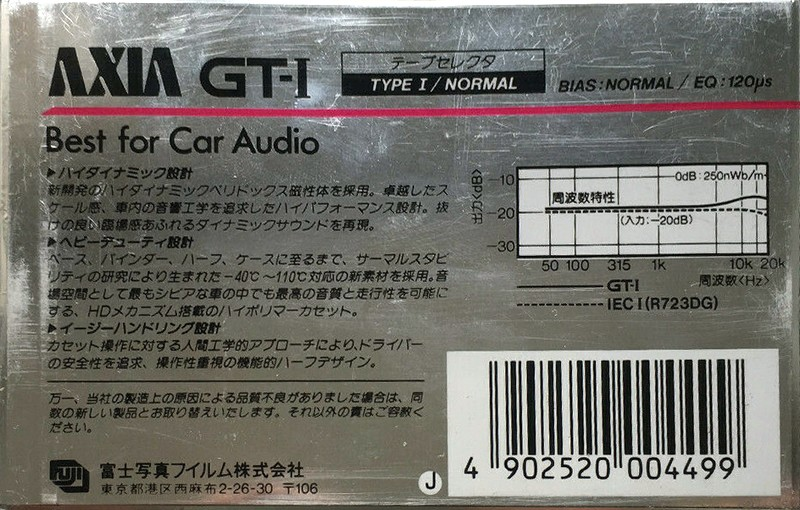 AXIA GT-I
テープセレクタ
TYPE I/NORMAL
BIAS:NORMAL / EQ:120μs
Best for Car Audio
▶ハイダイナミック設計
新開発のハイダイナミックベリドックス磁性体を採用。卓越したス
ケール感、車内の音響工学を追求したハイパフォーマンス設計。抜
けの良い臨場感あふれるダイナミックサウンドを再現。
▶ヘビーデューティ設計
ベース、バインダー、ハーフ、ケースに至るまで、サーマルスタビ
リティの研究により生まれた-40℃~110℃対応の新素材を採用。音
場空間として最もシビアな車の中でも最高の音質と走行性を可能に
する、HDメカニズム搭載のハイポリマーカセット。
▶イージーハンドリング設計
カセット操作に対する人間工学的アプローチにより、ドライバー
の安全性を追求、操作性重視の機能的ハーフデザイン。
万一、当社の製造上の原因による品質不良がありました場合は、同
数の新しい製品とお取り替えいたします。それ以外の責はご容赦く
ださい。
FUJI 富士写真フイルム株式会社
東京都港区西麻布2-26-30 〒106
出力<dB>
-10
-20
-30
0dB:250nWb/m
周波数特性
(入力:-20dB)
50 100 315 1k 10k 20k
周波数<Hz>
GT-I
IEC I(R723DG)
J
4 902520 004499